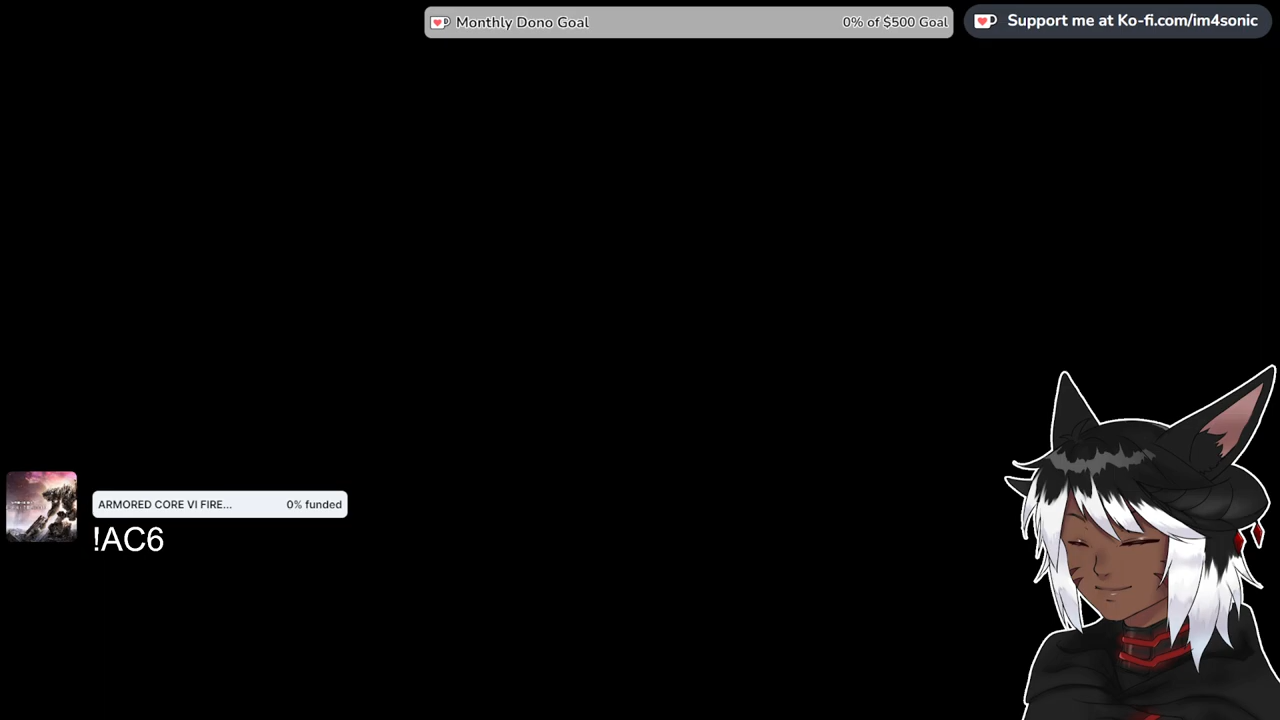 Monthly Dono Goal 0% of $500 Goal
Support me at Ko-fi.com/im4sonic
ARMORED CORE VI FIRE... 0% funded
!AC6